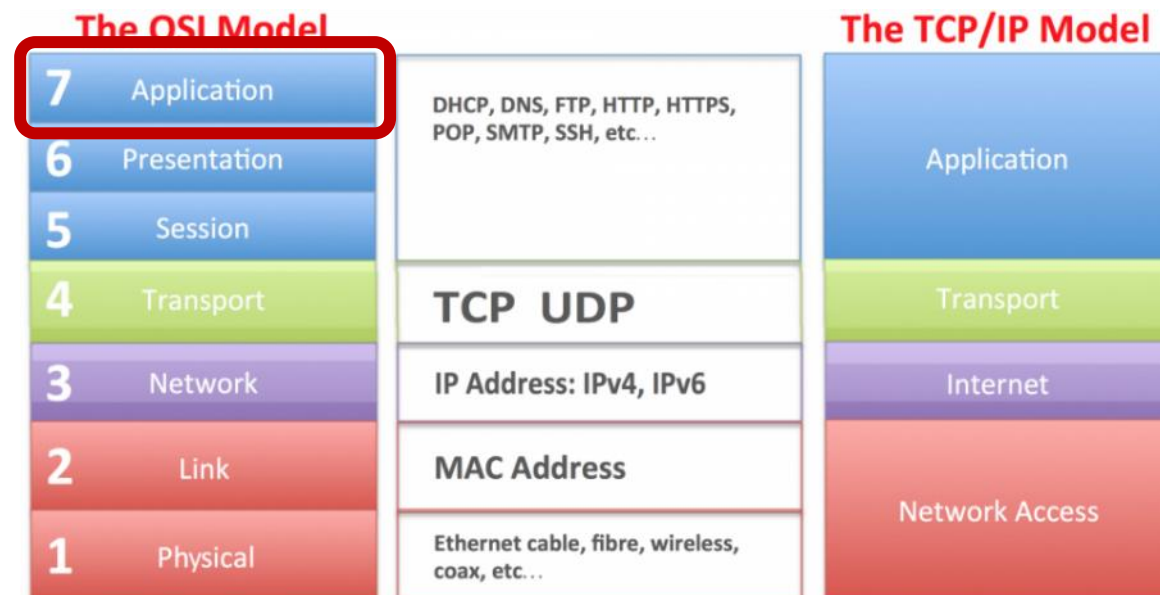 The OSI Model
The TCP/IP Model
7 Application
DHCP, DNS, FTP, HTTP, HTTPS,
POP, SMTP, SSH, etc...
6 Presentation
Application
5 Session
4 Transport
TCP UDP
Transport
3 Network
IP Address: IPv4, IPv6
Internet
2 Link
MAC Address
Network Access
1 Physical
Ethernet cable, fibre, wireless,
coax, etc...